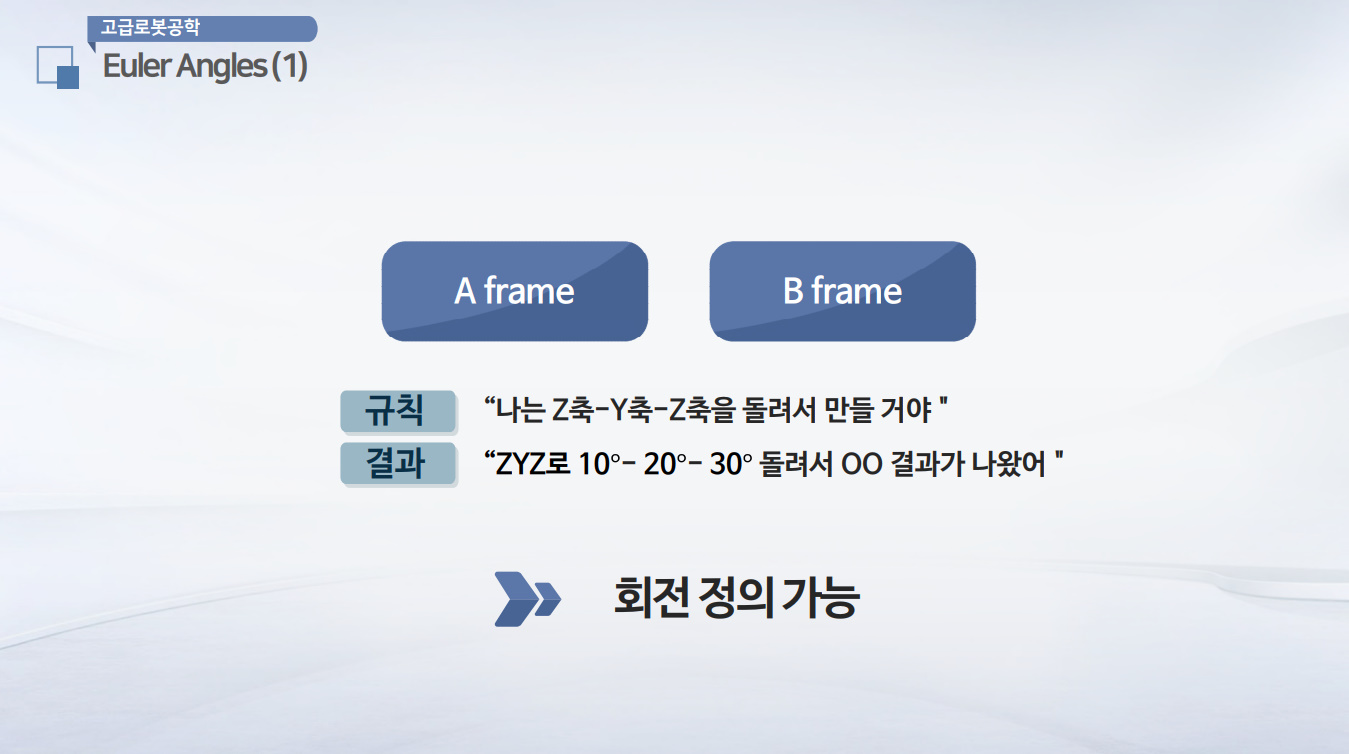 고급로봇공학
Euler Angles (1)
A frame
B frame
규칙 “나는 Z축-Y축-Z축을 돌려서 만들 거야 "
결과 “ZYZ로 10°- 20°- 30° 돌려서 OO 결과가 나왔어 "
회전 정의 가능